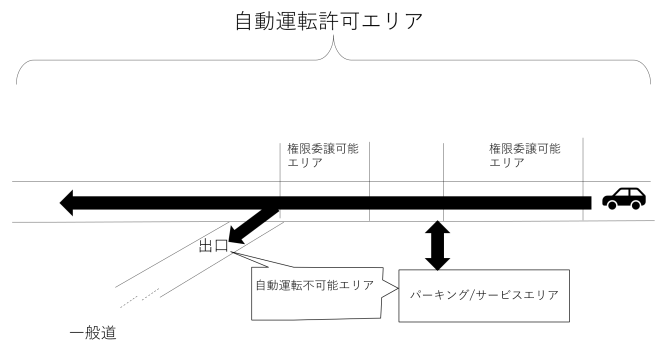 自動運転許可エリア
権限委譲可能
エリア
権限委譲可能
エリア
出口
自動運転不可能エリア
パーキング/サービスエリア
一般道